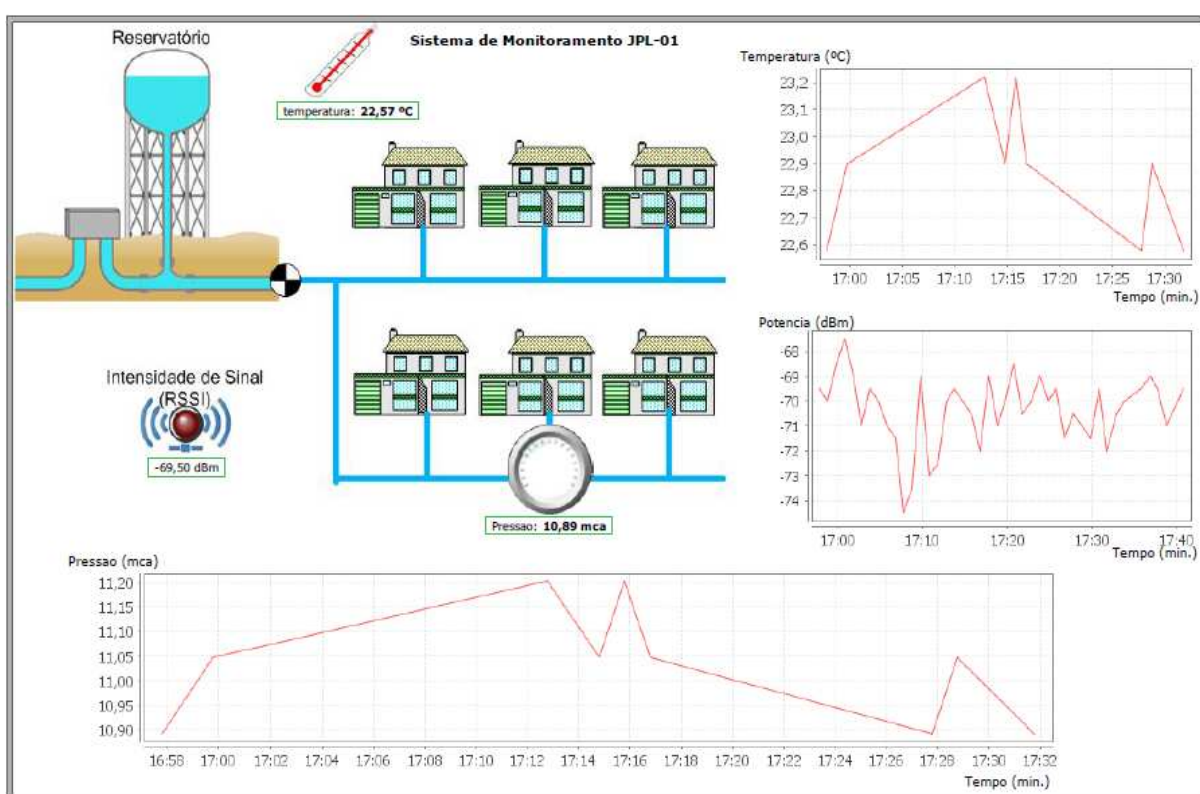 Sistema de Monitoramento JPL-01
Reservatório
temperatura: 22,57 ºC
Intensidade de Sinal
(RSSI)
-69,50 dBm
Pressao: 10,89 mca
Temperatura (ºC)
23,2
23,1
23,0
22,9
22,8
22,7
22,6
17:00 17:05 17:10 17:15 17:20 17:25 17:30
Tempo (min.)
Potencia (dBm)
-68
-69
-70
-71
-72
-73
-74
17:00 17:10 17:20 17:30 17:40
Tempo (min.)
Pressao (mca)
11,20
11,15
11,10
11,05
11,00
10,95
10,90
16:58 17:00 17:02 17:04 17:06 17:08 17:10 17:12 17:14 17:16 17:18 17:20 17:22 17:24 17:26 17:28 17:30 17:32
Tempo (min.)